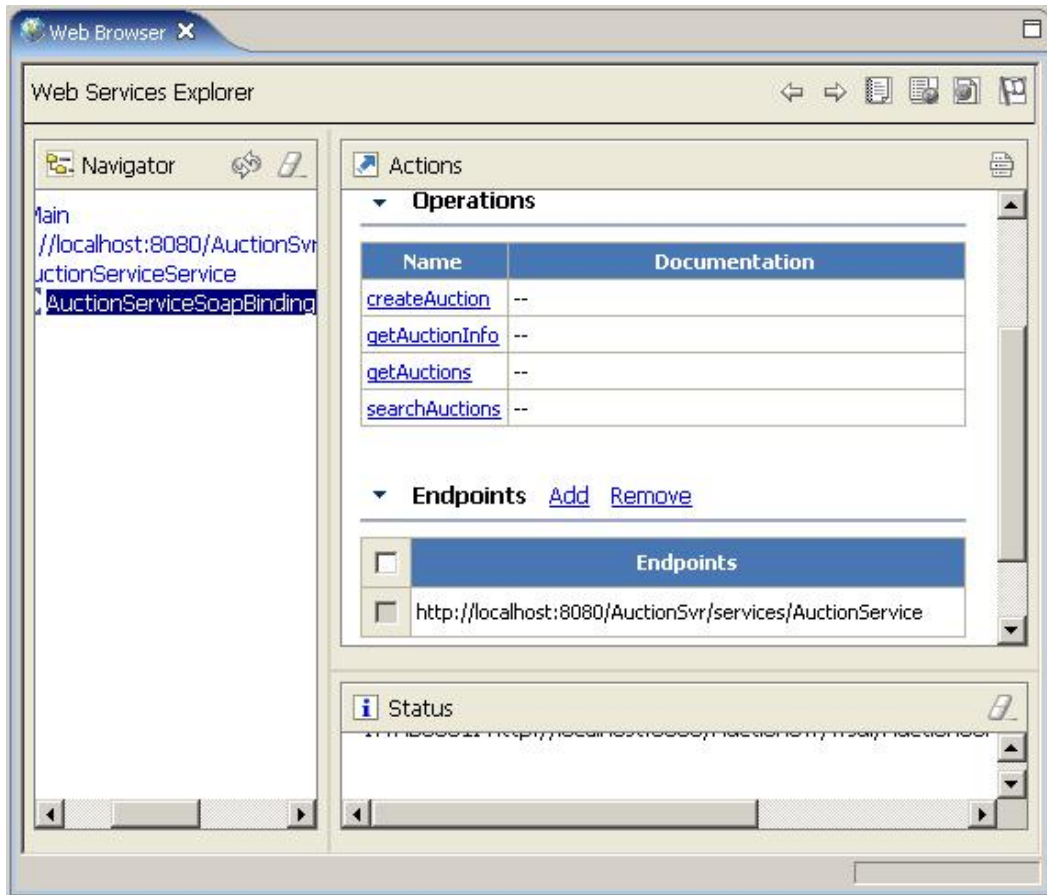 Web Browser
Web Services Explorer
Navigator
Main
//localhost:8080/AuctionSvr
uctionServiceService
AuctionServiceSoapBinding
Actions
Operations
Name Documentation
createAuction --
getAuctionInfo --
getAuctions --
searchAuctions --
Endpoints Add Remove
Endpoints
http://localhost:8080/AuctionSvr/services/AuctionService
Status